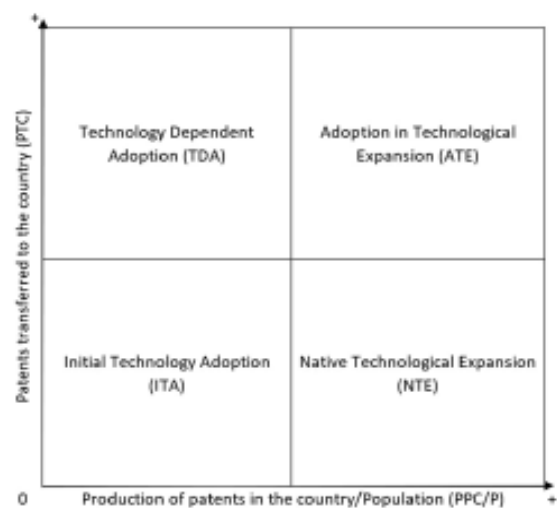 +
Patents transferred to the country (PTC)
Technology Dependent
Adoption (TDA)
Adoption in Technological
Expansion (ATE)
Initial Technology Adoption
(ITA)
Native Technological Expansion
(NTE)
0
Production of patents in the country/Population (PPC/P)
+